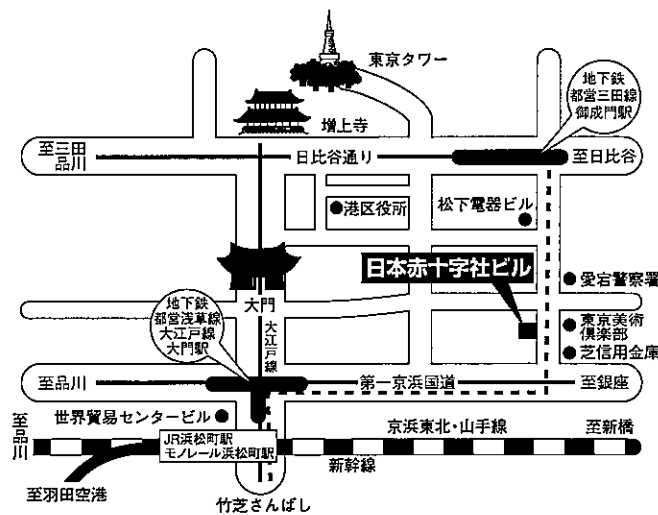 東京タワー
地下鉄
都営三田線
御成門駅
増上寺
至三田
品川
日比谷通り
至日比谷
港区役所
松下電器ビル
日本赤十字社ビル
愛宕警察署
大門
地下鉄
都営浅草線
大江戸線
大門駅
大江戸線
東京美術
倶楽部
芝信用金庫
至品川
第一京浜国道
至銀座
世界貿易センタービル
至品川
JR浜松町駅
モノレール浜松町駅
京浜東北・山手線
至新橋
新幹線
至羽田空港
竹芝さんばし